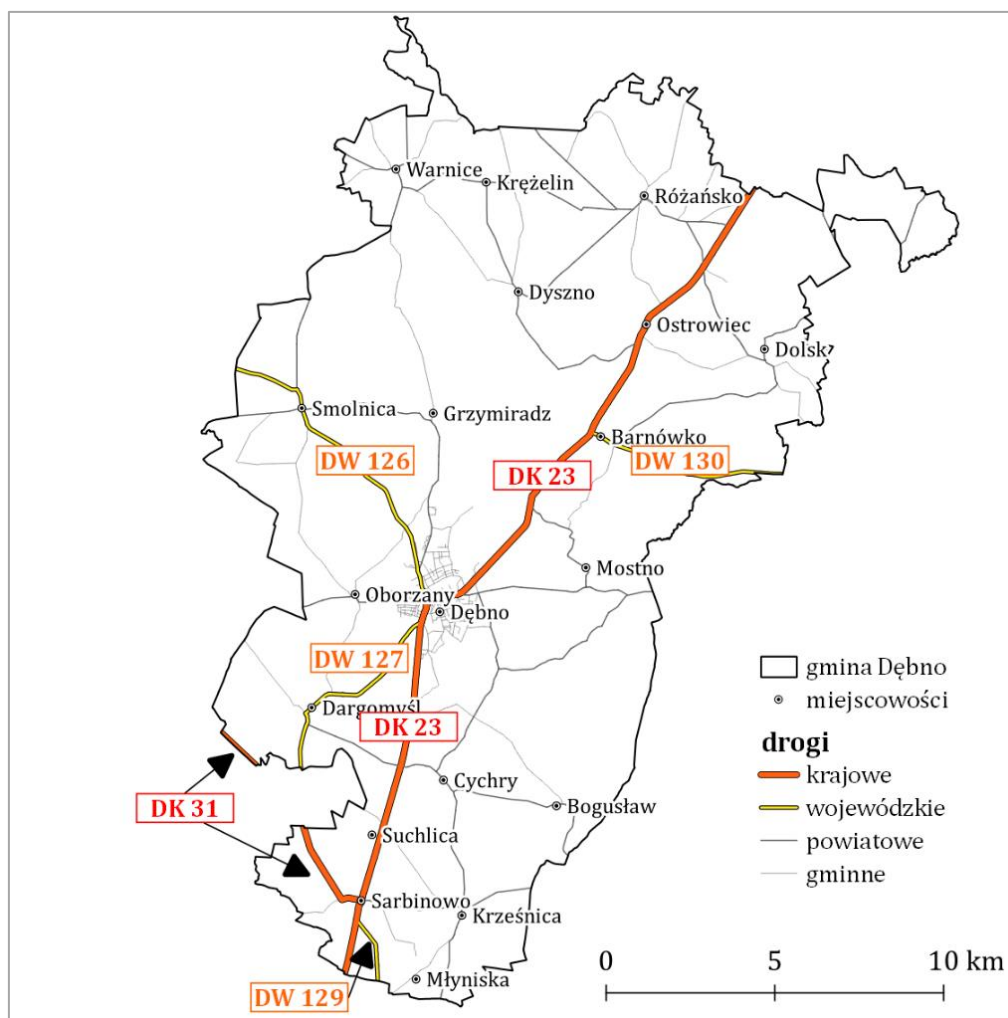 Warnice
Krężelin
Różańsko
Dyszno
Ostrowiec
Dolsk
Smolnica
Grzymiradz
Barnówko
DW 126
DW 130
DK 23
Mostno
Oborzany
Dębno
DW 127
Dargomyśl
DK 23
Cychry
Bogusław
DK 31
Suchlica
Sarbinowo
Krześnica
Młyniska
DW 129
gmina Dębno
miejscowości
drogi
krajowe
wojewódzkie
powiatowe
gminne
0 5 10 km